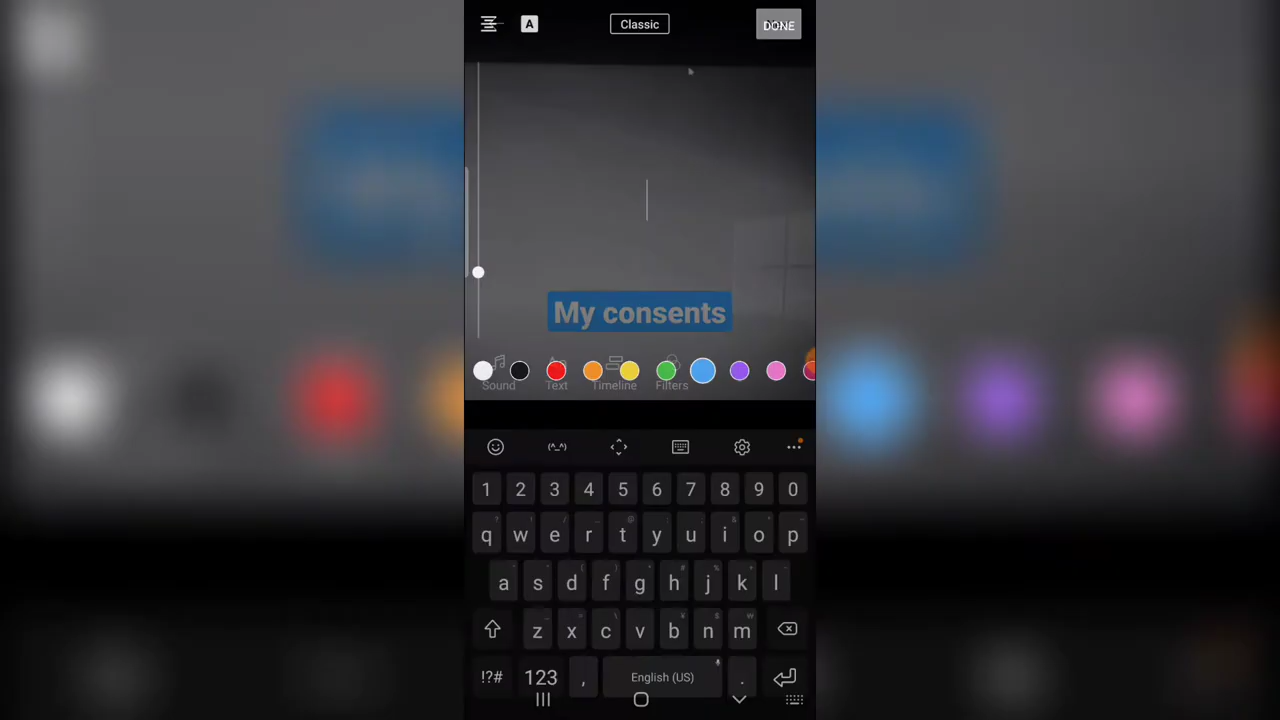 A Classic DONE
My consents
Sound Text Timeline Filters
(^_^)
1 2 3 4 5 6 7 8 9 0
q w e r t y u i o p
a s d f g h j k l
z x c v b n m
!?# 123 , English (US) .